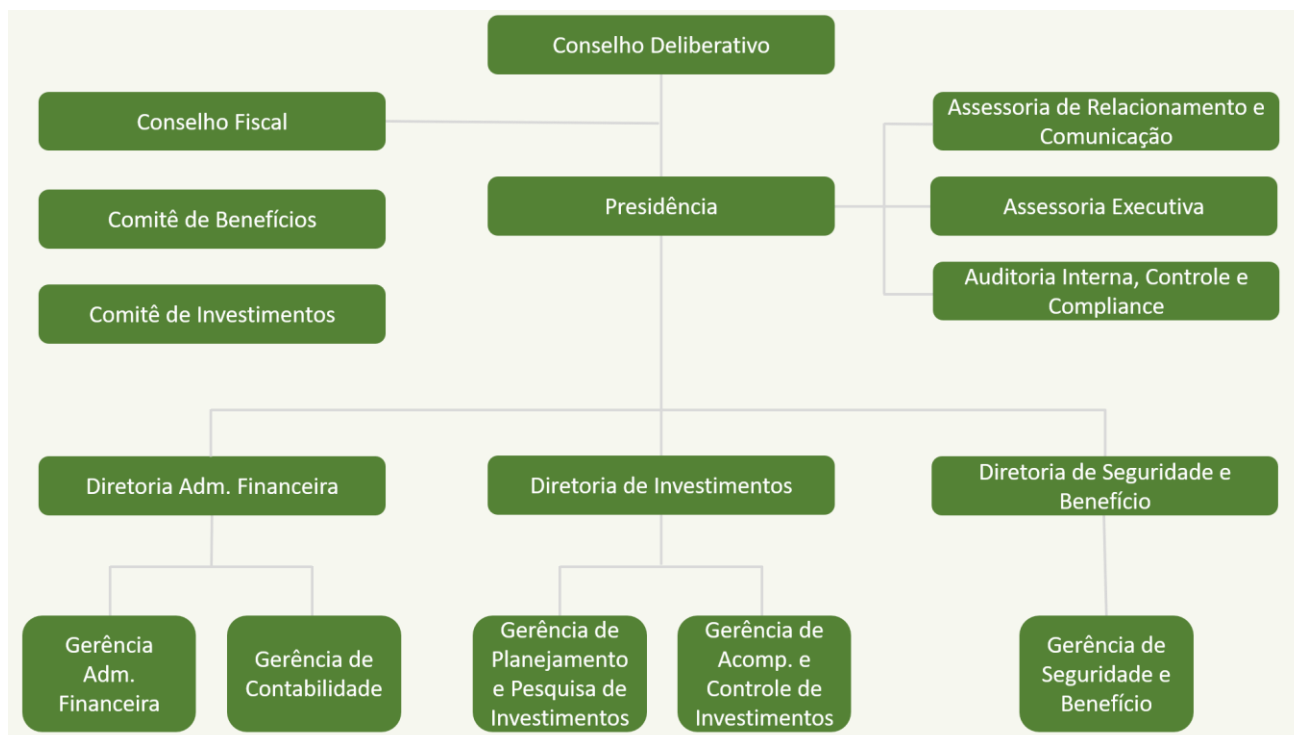 Conselho Deliberativo
Conselho Fiscal
Assessoria de Relacionamento e
Comunicação
Comitê de Benefícios
Presidência
Assessoria Executiva
Comitê de Investimentos
Auditoria Interna, Controle e
Compliance
Diretoria Adm. Financeira
Diretoria de Investimentos
Diretoria de Seguridade e
Benefício
Gerência
Adm.
Financeira
Gerência de
Contabilidade
Gerência de
Planejamento
e Pesquisa de
Investimentos
Gerência de
Acomp. e
Controle de
Investimentos
Gerência de
Seguridade e
Benefício